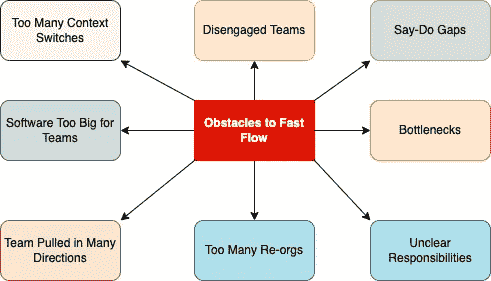 Too Many Context
Switches
Disengaged Teams
Say-Do Gaps
Software Too Big for
Teams
Obstacles to Fast
Flow
Bottlenecks
Team Pulled in Many
Directions
Too Many Re-orgs
Unclear
Responsibilities